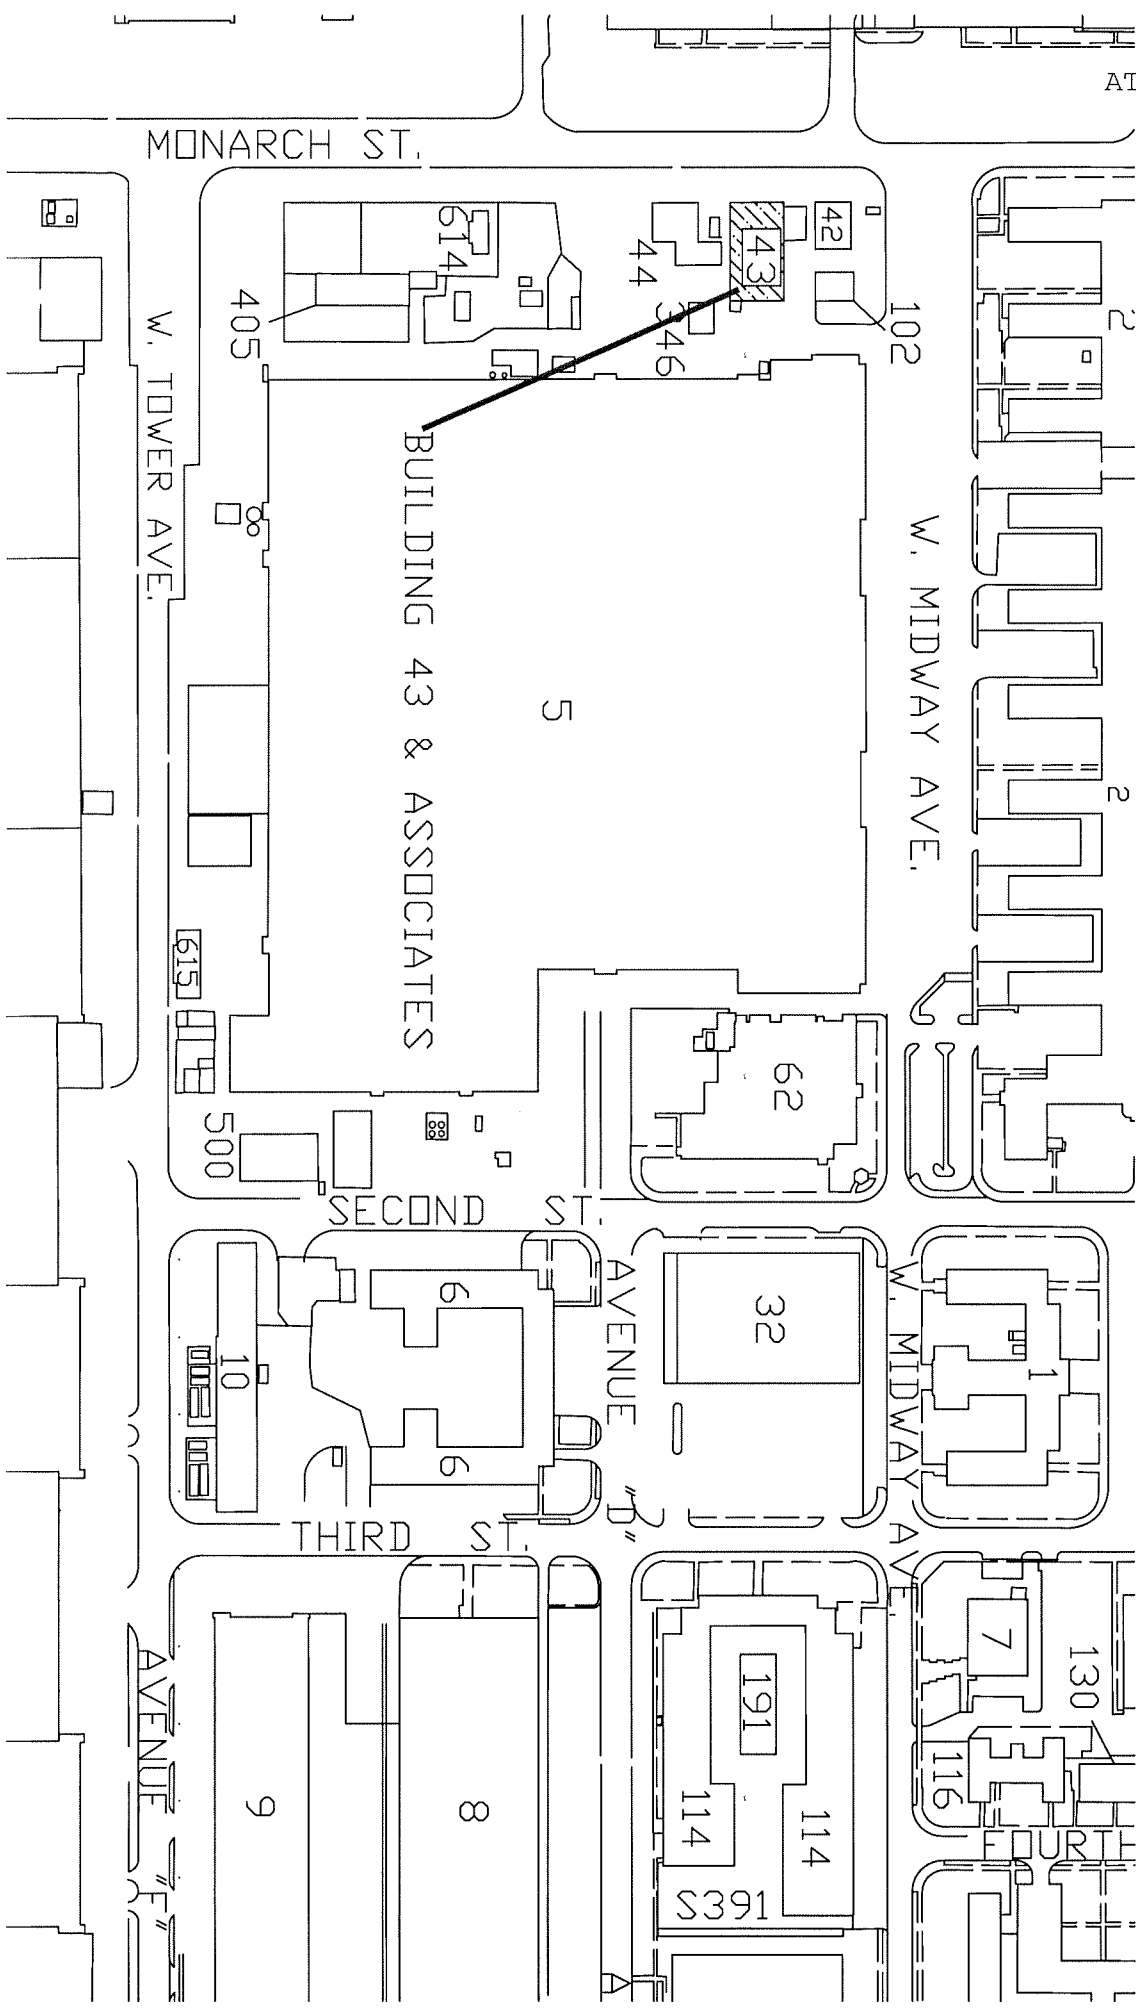 AT
MONARCH ST.
614
44
43
42
405
346
102
2
W. TOWER AVE.
BUILDING 43 & ASSOCIATES
5
W. MIDWAY AVE.
2
615
62
500
SECOND ST.
6
AVENUE "D"
32
W. MIDWAY AV
1
10
6
THIRD ST.
7
130
191
116
AVENUE "F"
9
8
114
114
FOURTH
S391